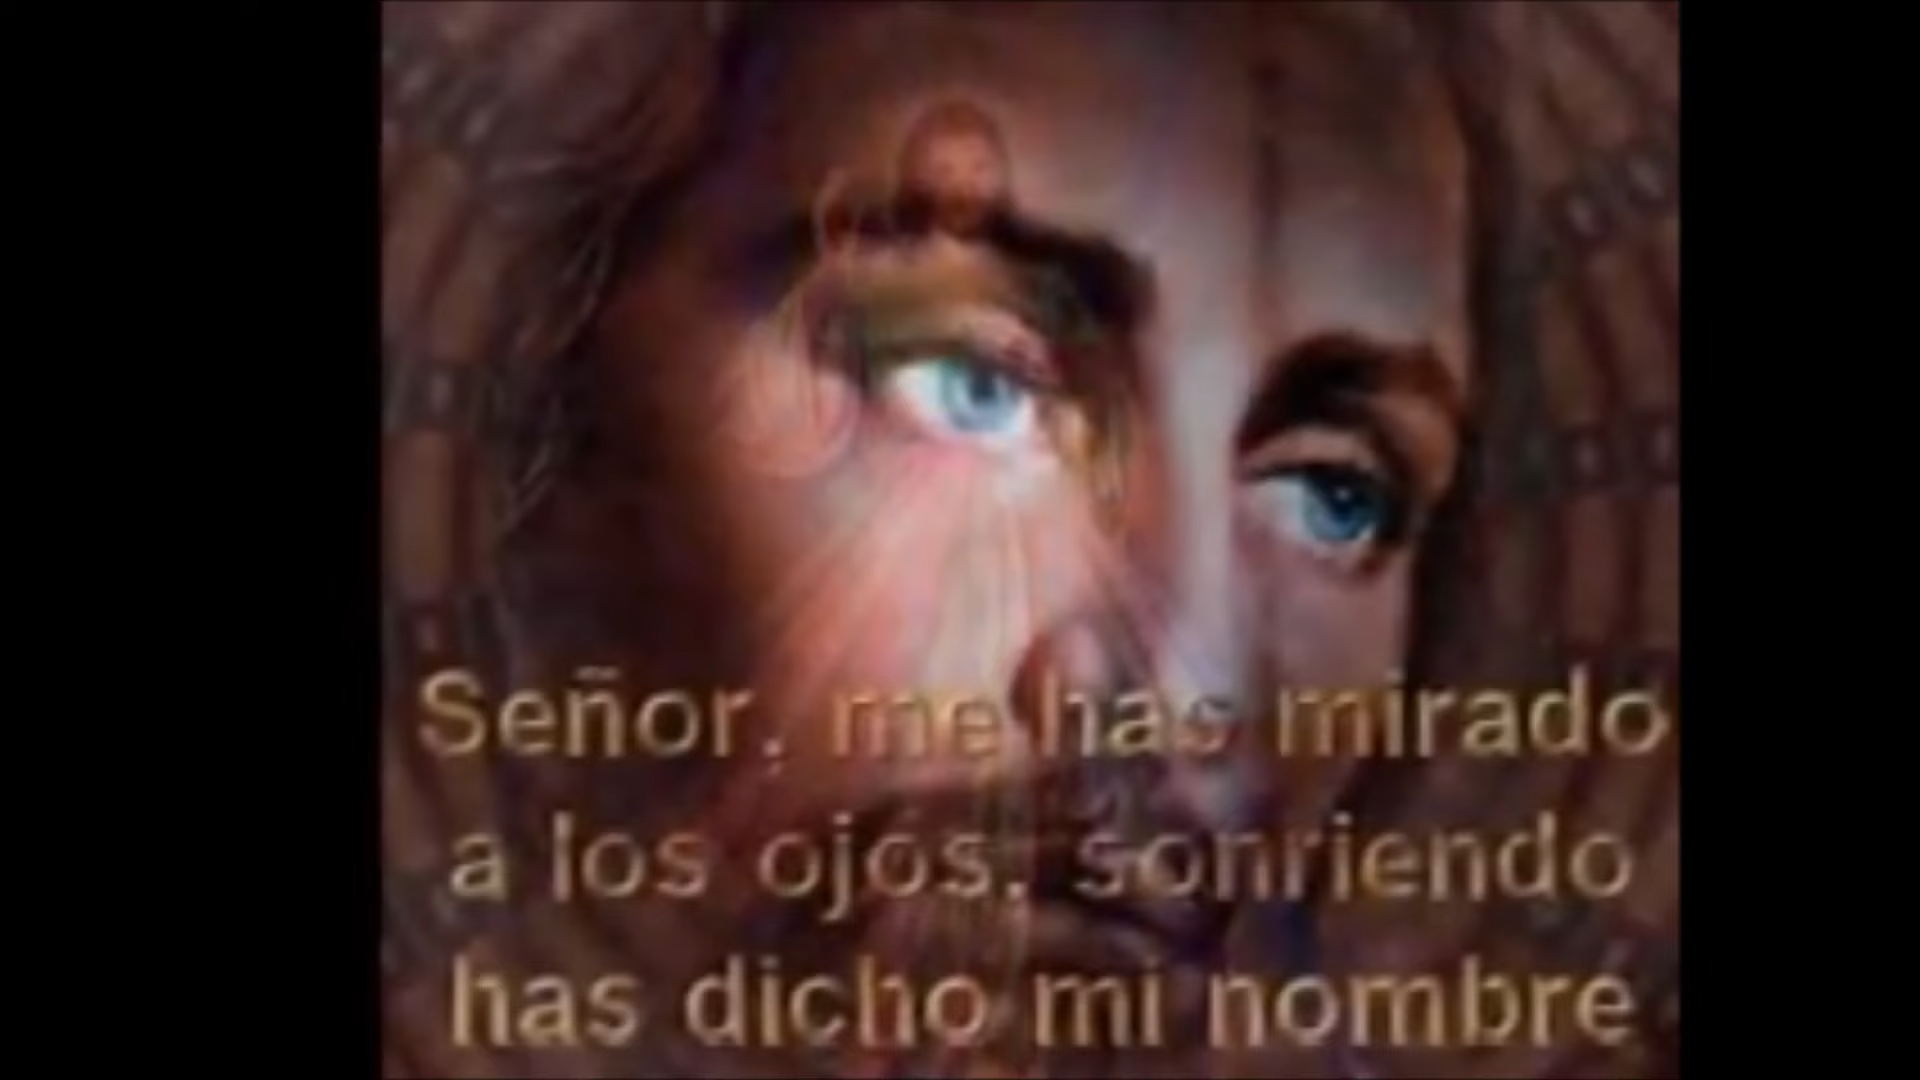 Señor, me has mirado
a los ojos, sonriendo
has dicho mi nombre